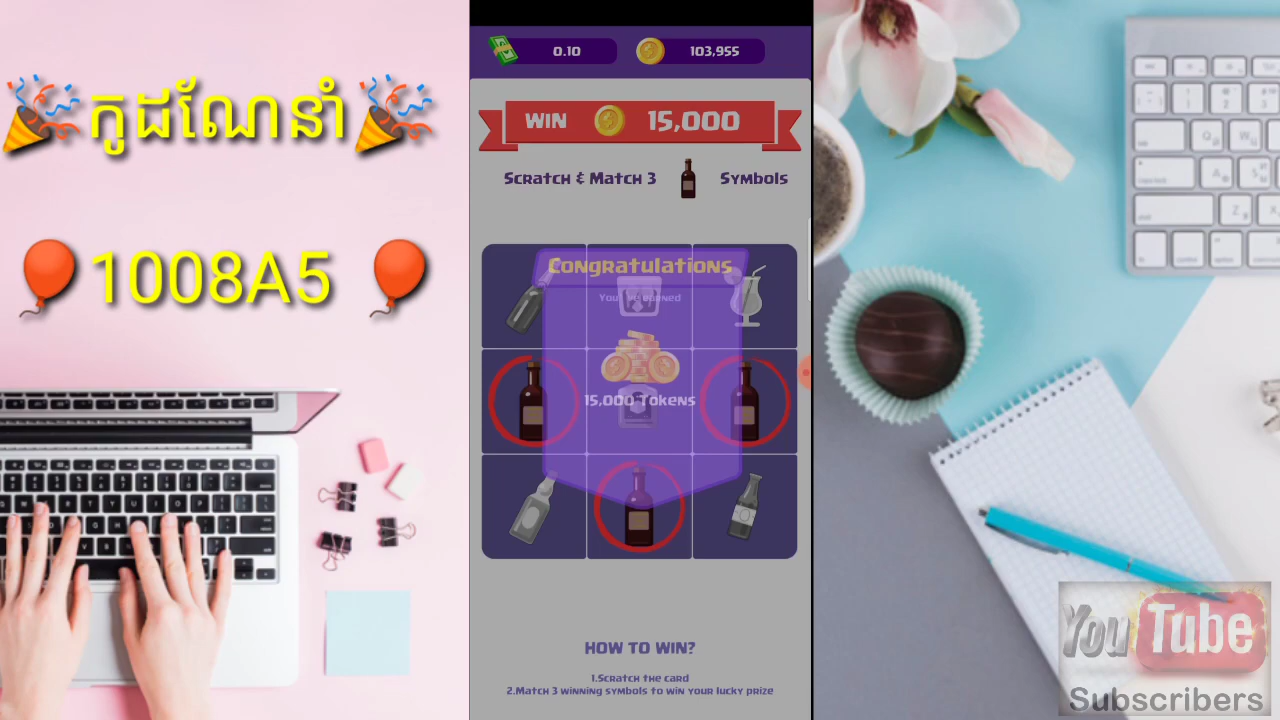 🎉កូដណែនាំ🎉
🎈1008A5 🎈
0.10
103,955
WIN 15,000
Scratch & Match 3 Symbols
Congratulations
15,000 Tokens
HOW TO WIN?
1.Scratch the card
2.Match 3 winning symbols to win your lucky prize
YouTube
Subscribers